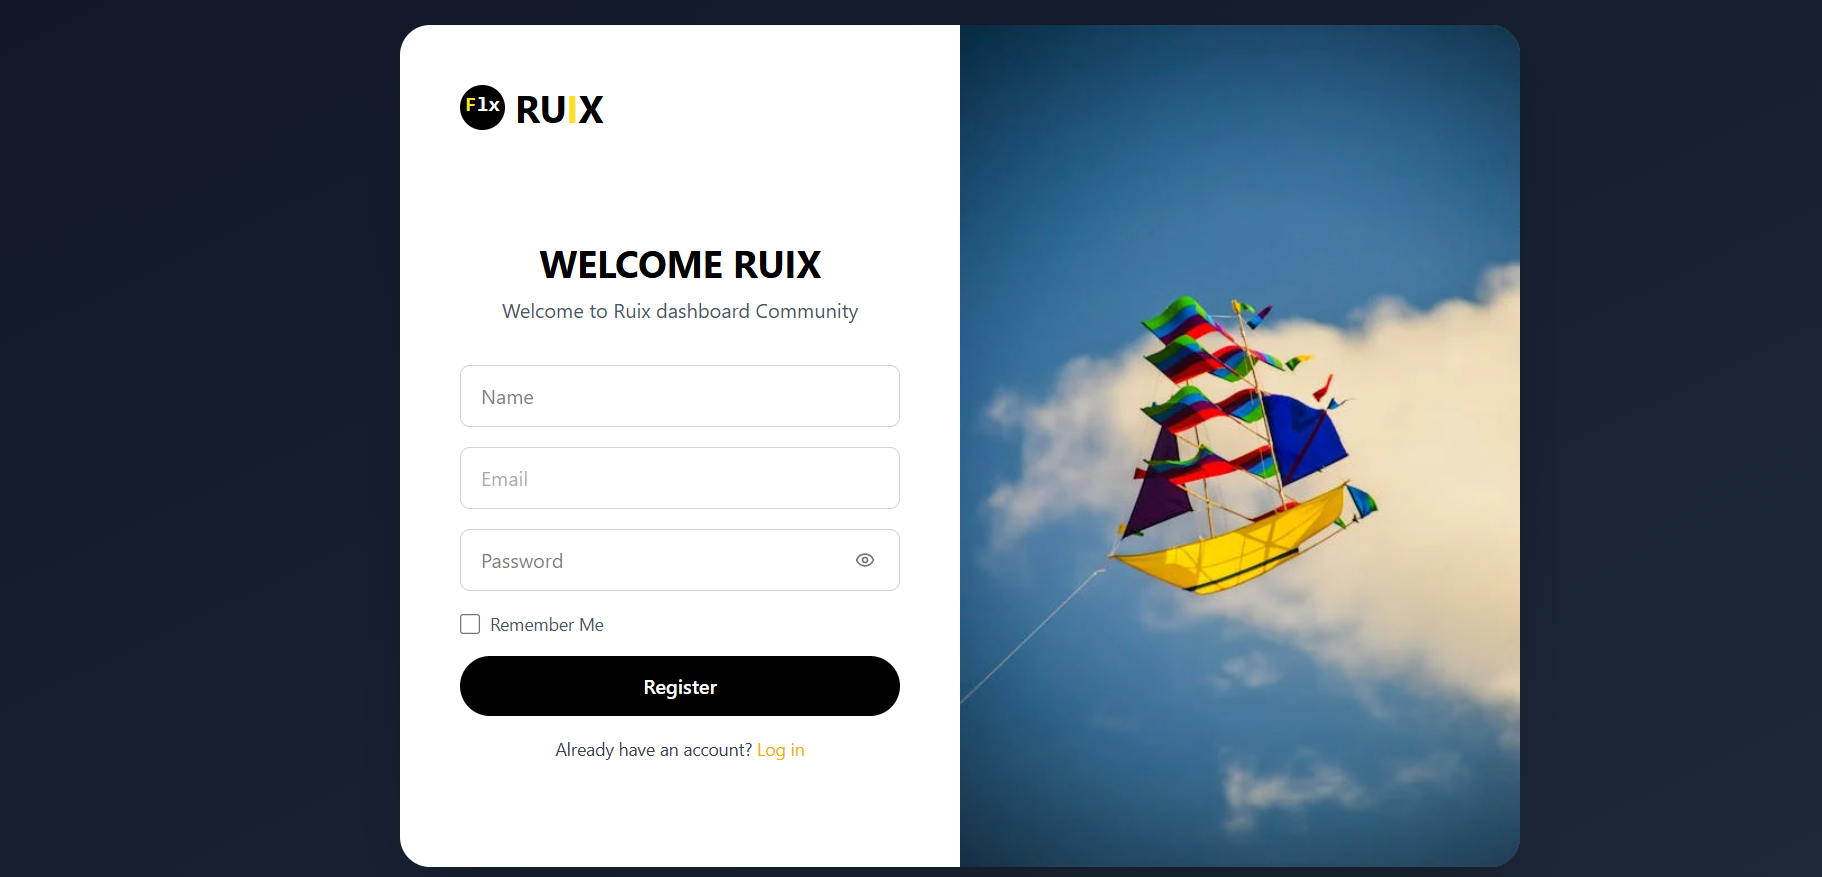 Flx RUIX
WELCOME RUIX
Welcome to Ruix dashboard Community
Name
Email
Password
Remember Me
Register
Already have an account? Log in